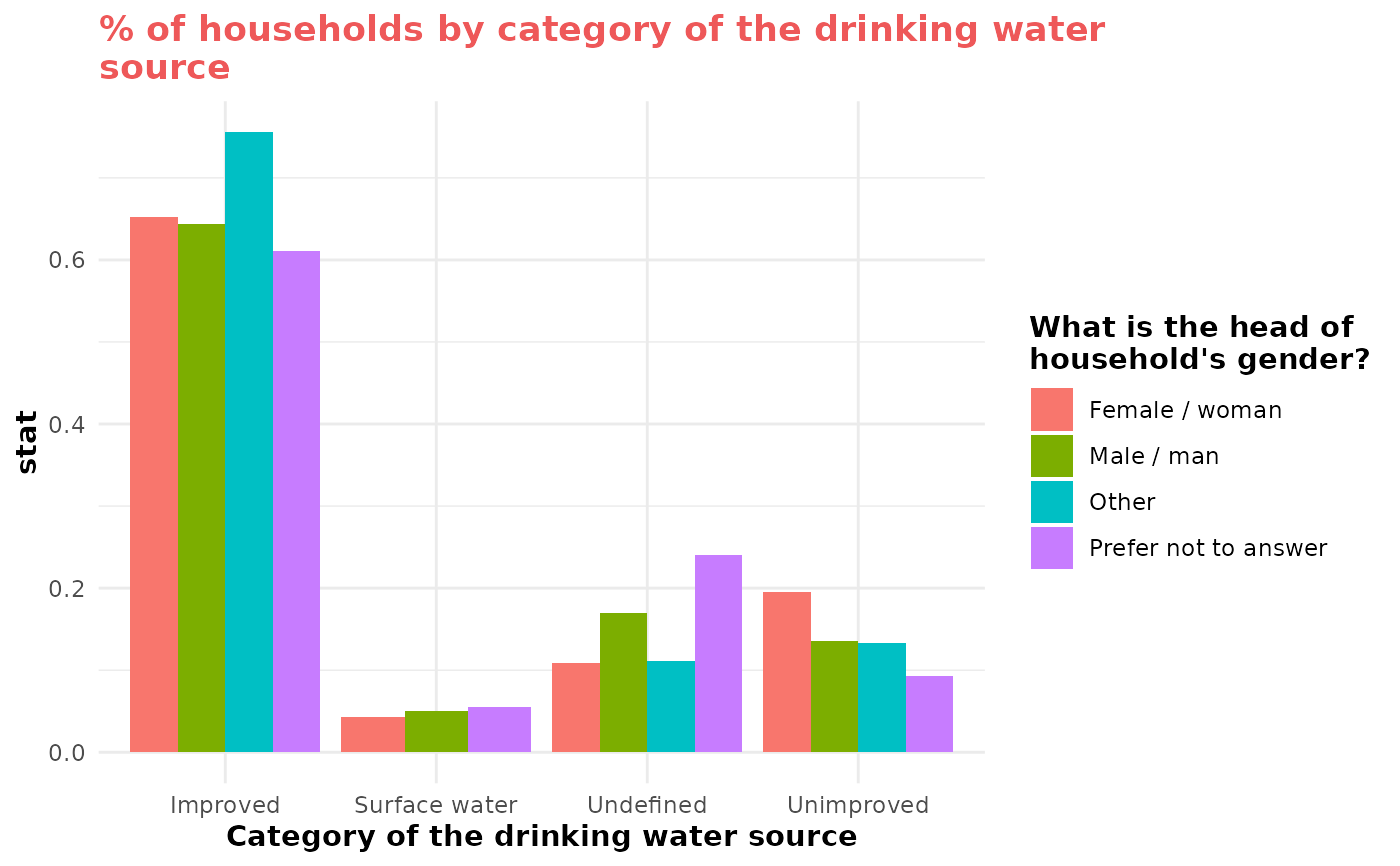 % of households by category of the drinking water
source
stat
0.6
0.4
0.2
0.0
Improved
Surface water
Undefined
Unimproved
Category of the drinking water source
What is the head of
household's gender?
Female / woman
Male / man
Other
Prefer not to answer